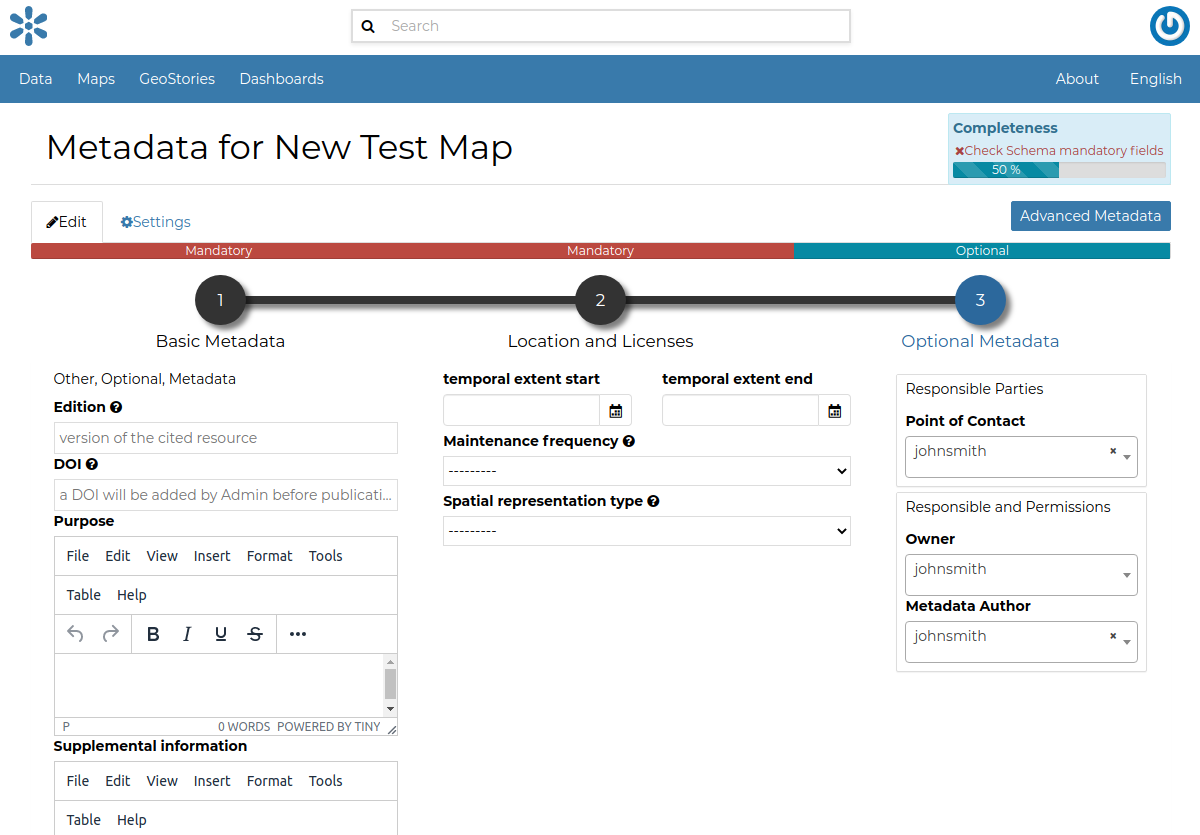 Search
Data Maps GeoStories Dashboards About English
Metadata for New Test Map
Completeness
Check Schema mandatory fields
50 %
Edit Settings
Advanced Metadata
Mandatory Mandatory Optional
1 2 3
Basic Metadata Location and Licenses Optional Metadata
Other, Optional, Metadata
Edition
version of the cited resource
DOI
a DOI will be added by Admin before publicati...
Purpose
File Edit View Insert Format Tools
Table Help
B I U S ...
P 0 WORDS POWERED BY TINY
Supplemental information
File Edit View Insert Format Tools
Table Help
temporal extent start temporal extent end
Maintenance frequency
---------
Spatial representation type
---------
Responsible Parties
Point of Contact
johnsmith ×
Responsible and Permissions
Owner
johnsmith
Metadata Author
johnsmith ×